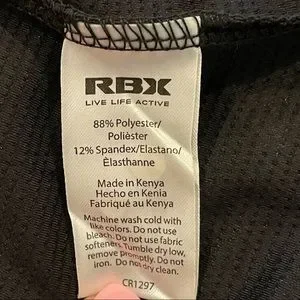 RBX
LIVE LIFE ACTIVE
88% Polyester/
Polièster
12% Spandex/Elastano/
Èlasthanne
Made in Kenya
Hecho en Kenia
Fabriqué au Kenya
Machine wash cold with
like colors. Do not use
bleach. Do not use fabric
softeners. Tumble dry low,
remove promptly. Do not
iron. Do not dry clean.
CR1297